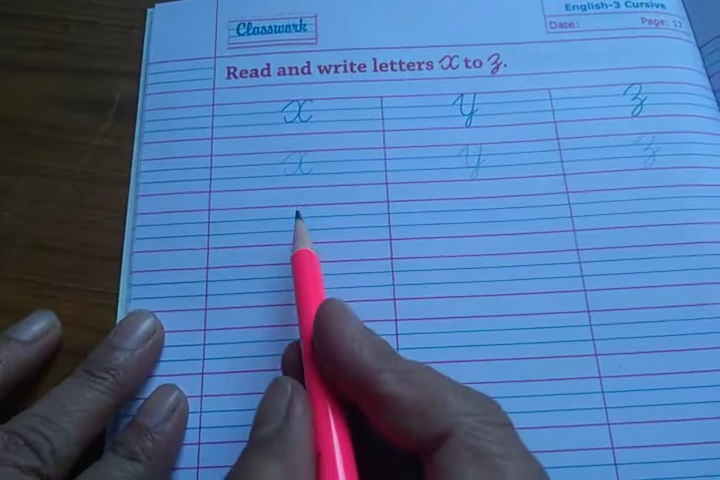 English-3 Cursive
Classwork
Date: Page: 17
Read and write letters x to z.
x y z
x y z